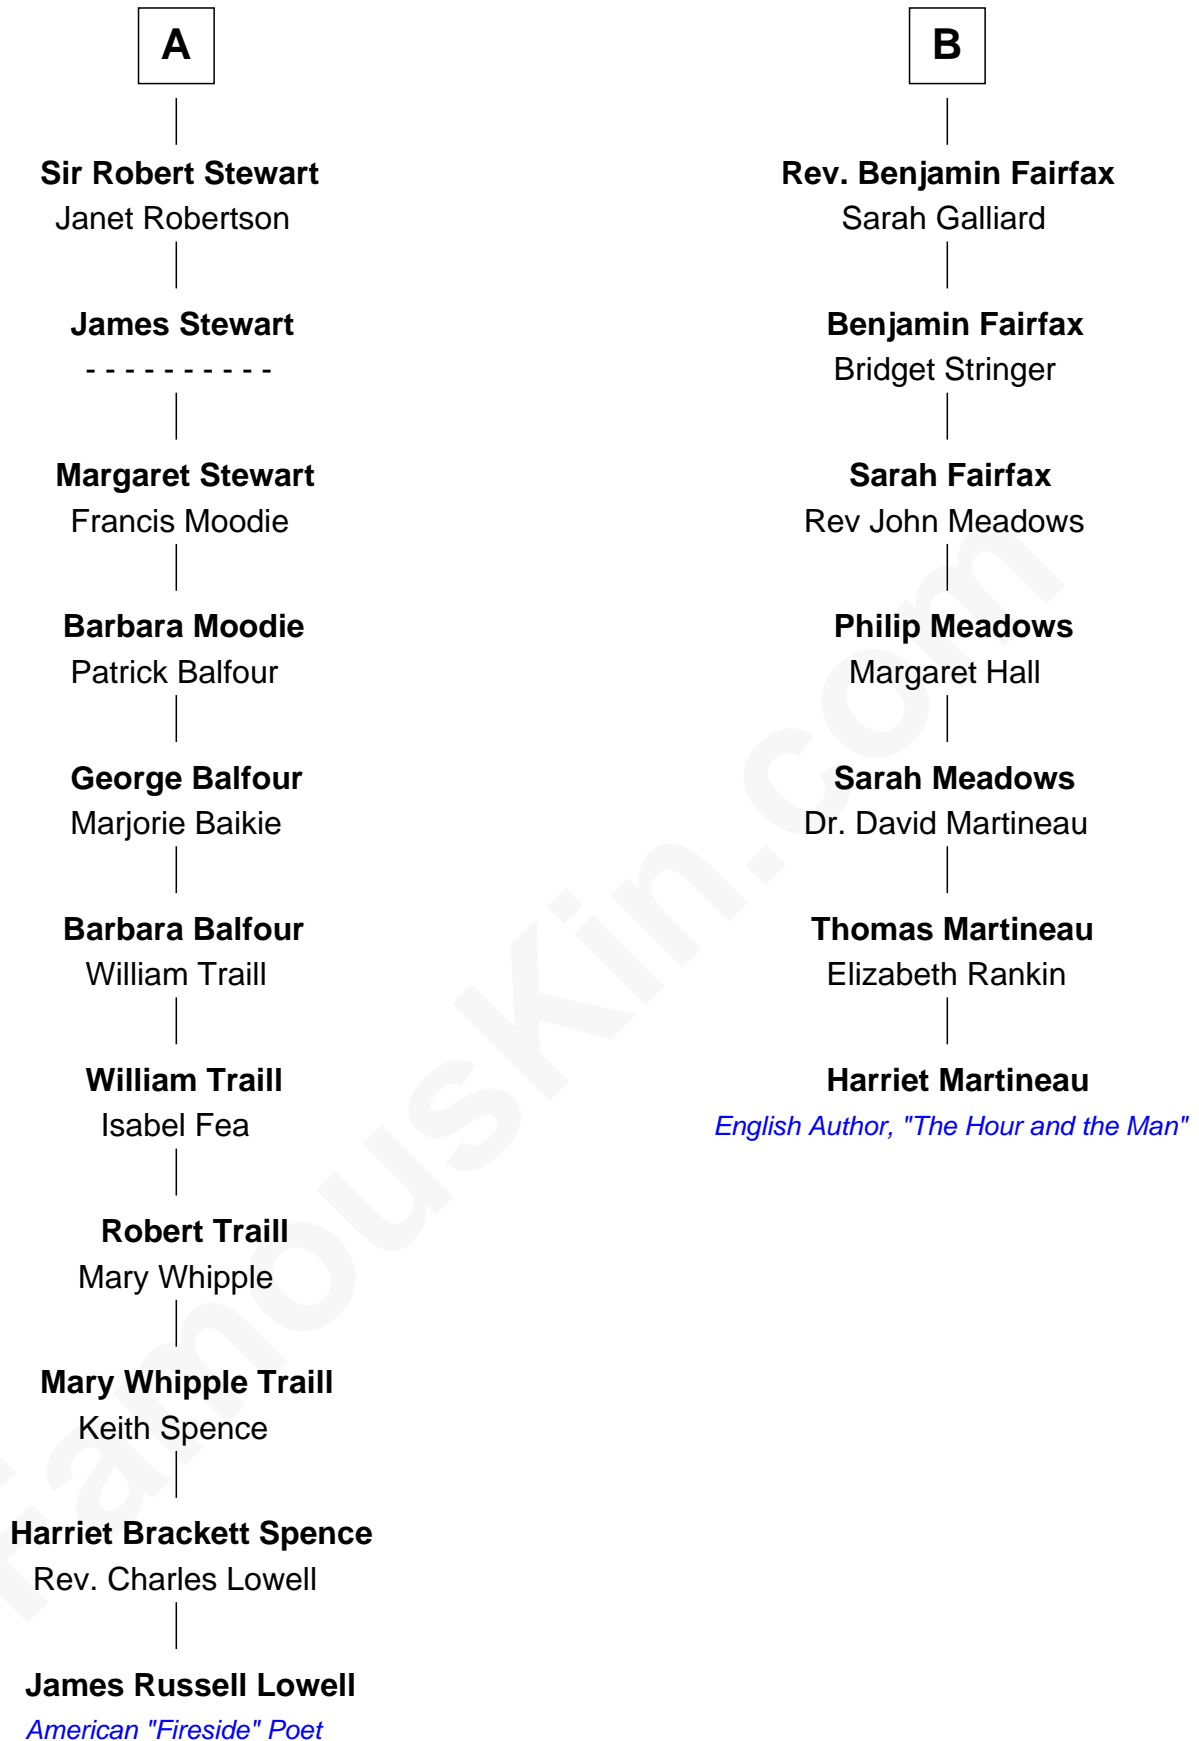 A
Sir Robert Stewart
Janet Robertson
James Stewart
- - - - - - - - - -
Margaret Stewart
Francis Moodie
Barbara Moodie
Patrick Balfour
George Balfour
Marjorie Baikie
Barbara Balfour
William Traill
William Traill
Isabel Fea
Robert Traill
Mary Whipple
Mary Whipple Traill
Keith Spence
Harriet Brackett Spence
Rev. Charles Lowell
James Russell Lowell
American "Fireside" Poet
B
Rev. Benjamin Fairfax
Sarah Galliard
Benjamin Fairfax
Bridget Stringer
Sarah Fairfax
Rev John Meadows
Philip Meadows
Margaret Hall
Sarah Meadows
Dr. David Martineau
Thomas Martineau
Elizabeth Rankin
Harriet Martineau
English Author, "The Hour and the Man"
FamousKin.com